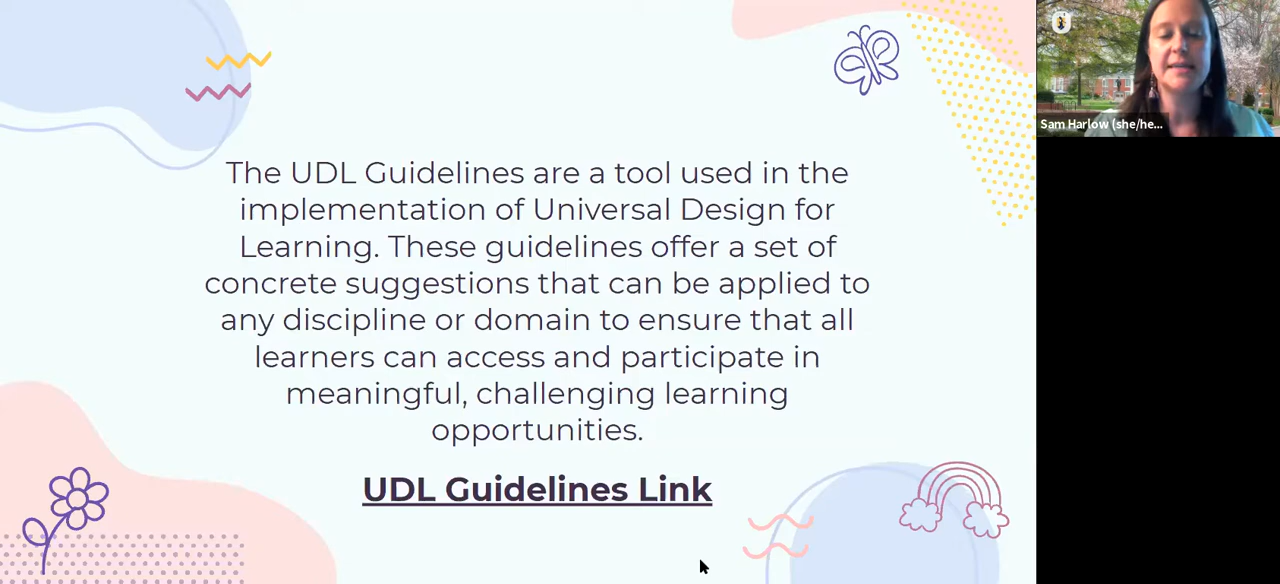 The UDL Guidelines are a tool used in the
implementation of Universal Design for
Learning. These guidelines offer a set of
concrete suggestions that can be applied to
any discipline or domain to ensure that all
learners can access and participate in
meaningful, challenging learning
opportunities.
UDL Guidelines Link
Sam Harlow (she/he...